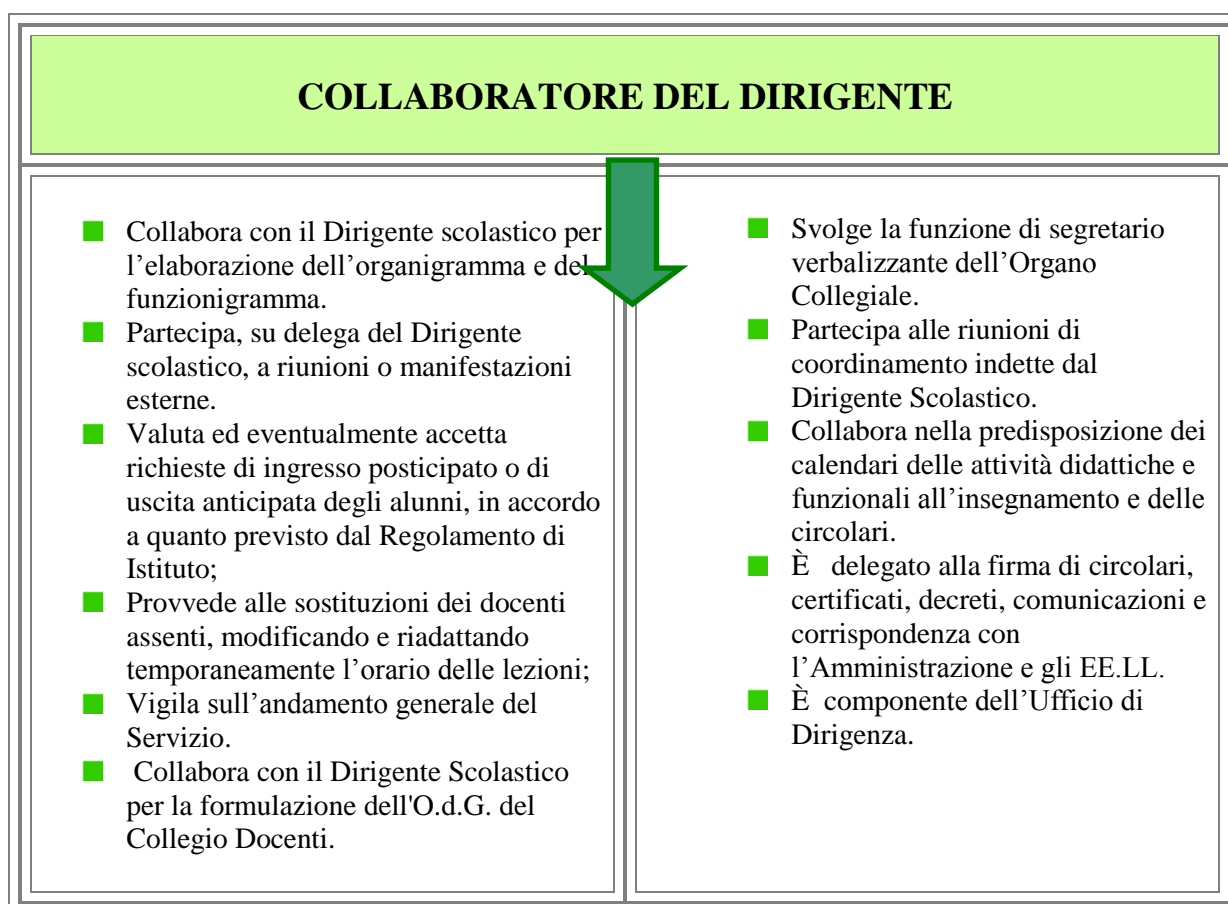 COLLABORATORE DEL DIRIGENTE
Collabora con il Dirigente scolastico per
l’elaborazione dell’organigramma e del
funzionigramma.
Partecipa, su delega del Dirigente
scolastico, a riunioni o manifestazioni
esterne.
Valuta ed eventualmente accetta
richieste di ingresso posticipato o di
uscita anticipata degli alunni, in accordo
a quanto previsto dal Regolamento di
Istituto;
Provvede alle sostituzioni dei docenti
assenti, modificando e riadattando
temporaneamente l’orario delle lezioni;
Vigila sull’andamento generale del
Servizio.
Collabora con il Dirigente Scolastico
per la formulazione dell'O.d.G. del
Collegio Docenti.
Svolge la funzione di segretario
verbalizzante dell’Organo
Collegiale.
Partecipa alle riunioni di
coordinamento indette dal
Dirigente Scolastico.
Collabora nella predisposizione dei
calendari delle attività didattiche e
funzionali all’insegnamento e delle
circolari.
È delegato alla firma di circolari,
certificati, decreti, comunicazioni e
corrispondenza con
l’Amministrazione e gli EE.LL.
È componente dell’Ufficio di
Dirigenza.